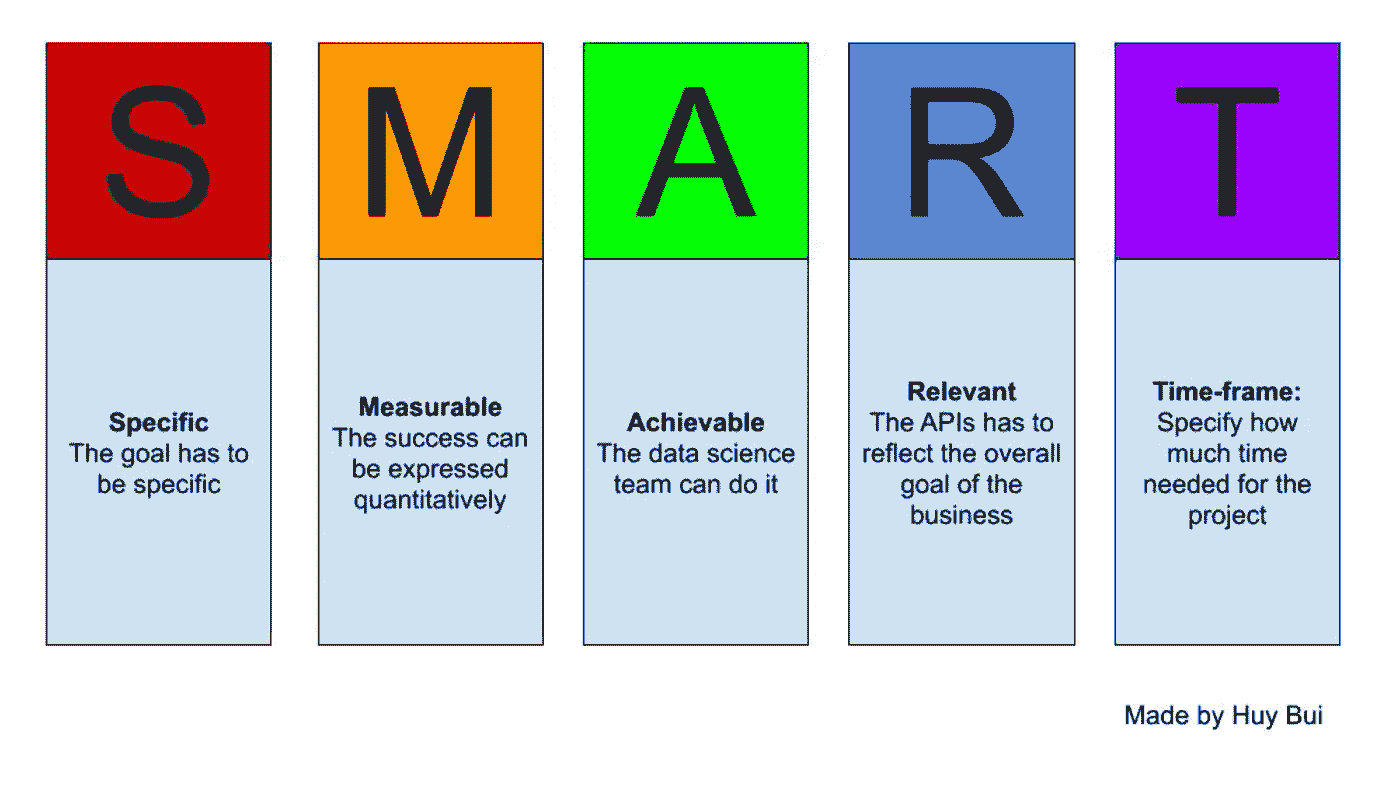 S
M
A
R
T
Specific
The goal has to
be specific
Measurable
The success can
be expressed
quantitatively
Achievable
The data science
team can do it
Relevant
The APIs has to
reflect the overall
goal of the
business
Time-frame:
Specify how
much time
needed for the
project
Made by Huy Bui